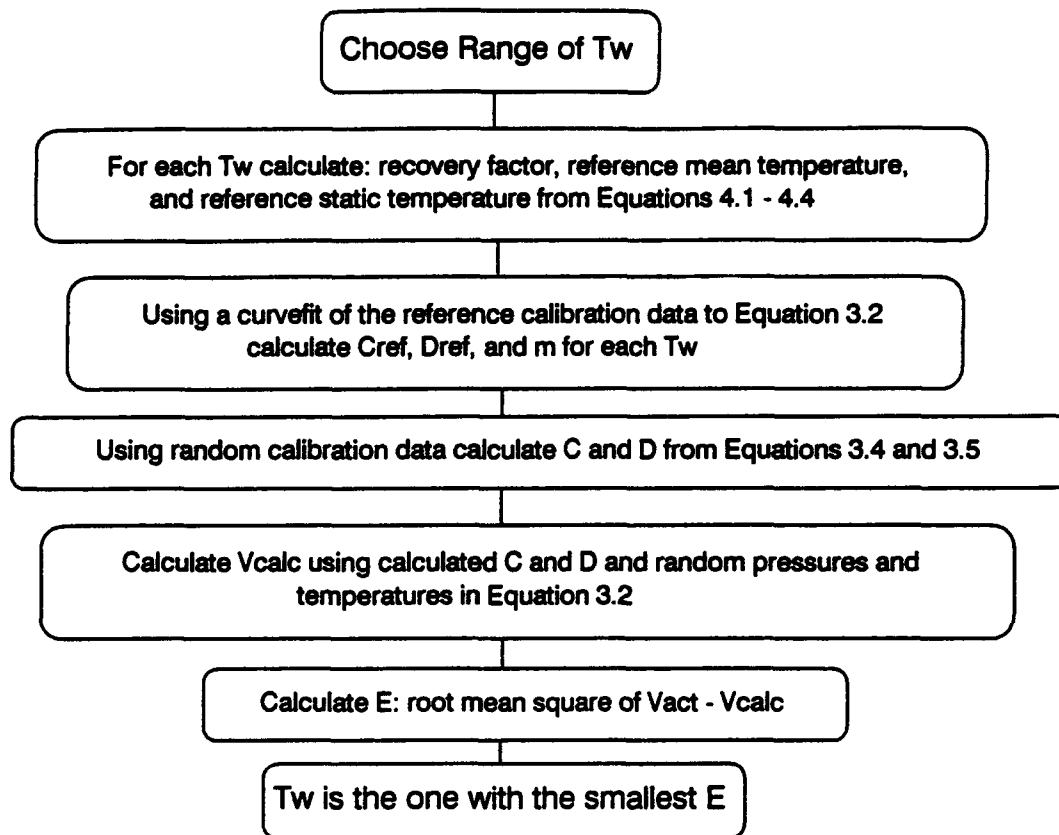 Choose Range of Tw
For each Tw calculate: recovery factor, reference mean temperature,
and reference static temperature from Equations 4.1 - 4.4
Using a curvefit of the reference calibration data to Equation 3.2
calculate Cref, Dref, and m for each Tw
Using random calibration data calculate C and D from Equations 3.4 and 3.5
Calculate Vcalc using calculated C and D and random pressures and
temperatures in Equation 3.2
Calculate E: root mean square of Vact - Vcalc
Tw is the one with the smallest E